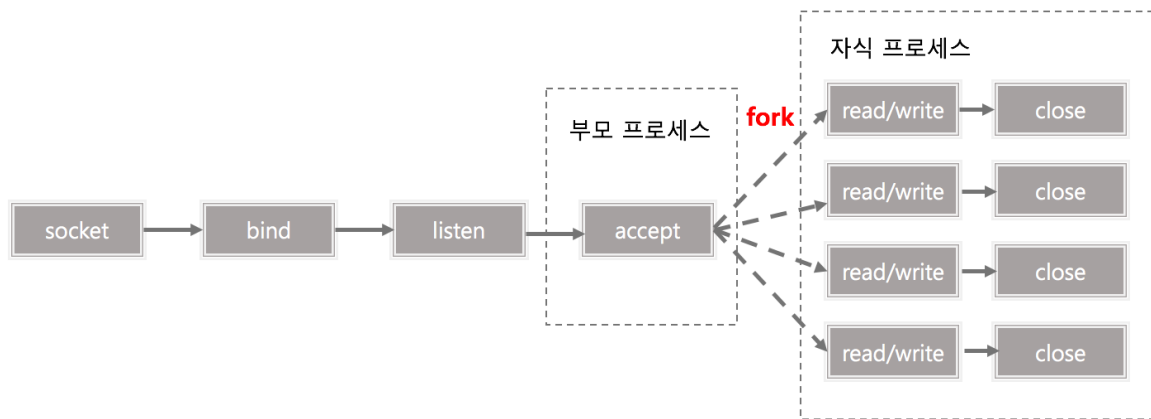 자식 프로세스
read/write
close
fork
부모 프로세스
read/write
close
socket
bind
listen
accept
read/write
close
read/write
close